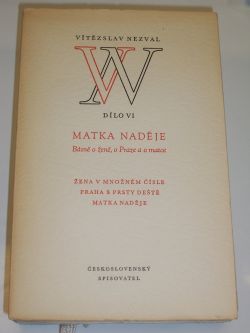 VÍTĚZSLAV NEZVAL
VN
DÍLO VI
MATKA NADĚJE
Básně o ženě, o Praze a o matce
ŽENA V MNOŽNÉM ČÍSLE
PRAHA S PRSTY DEŠTĚ
MATKA NADĚJE
ČESKOSLOVENSKÝ
SPISOVATEL